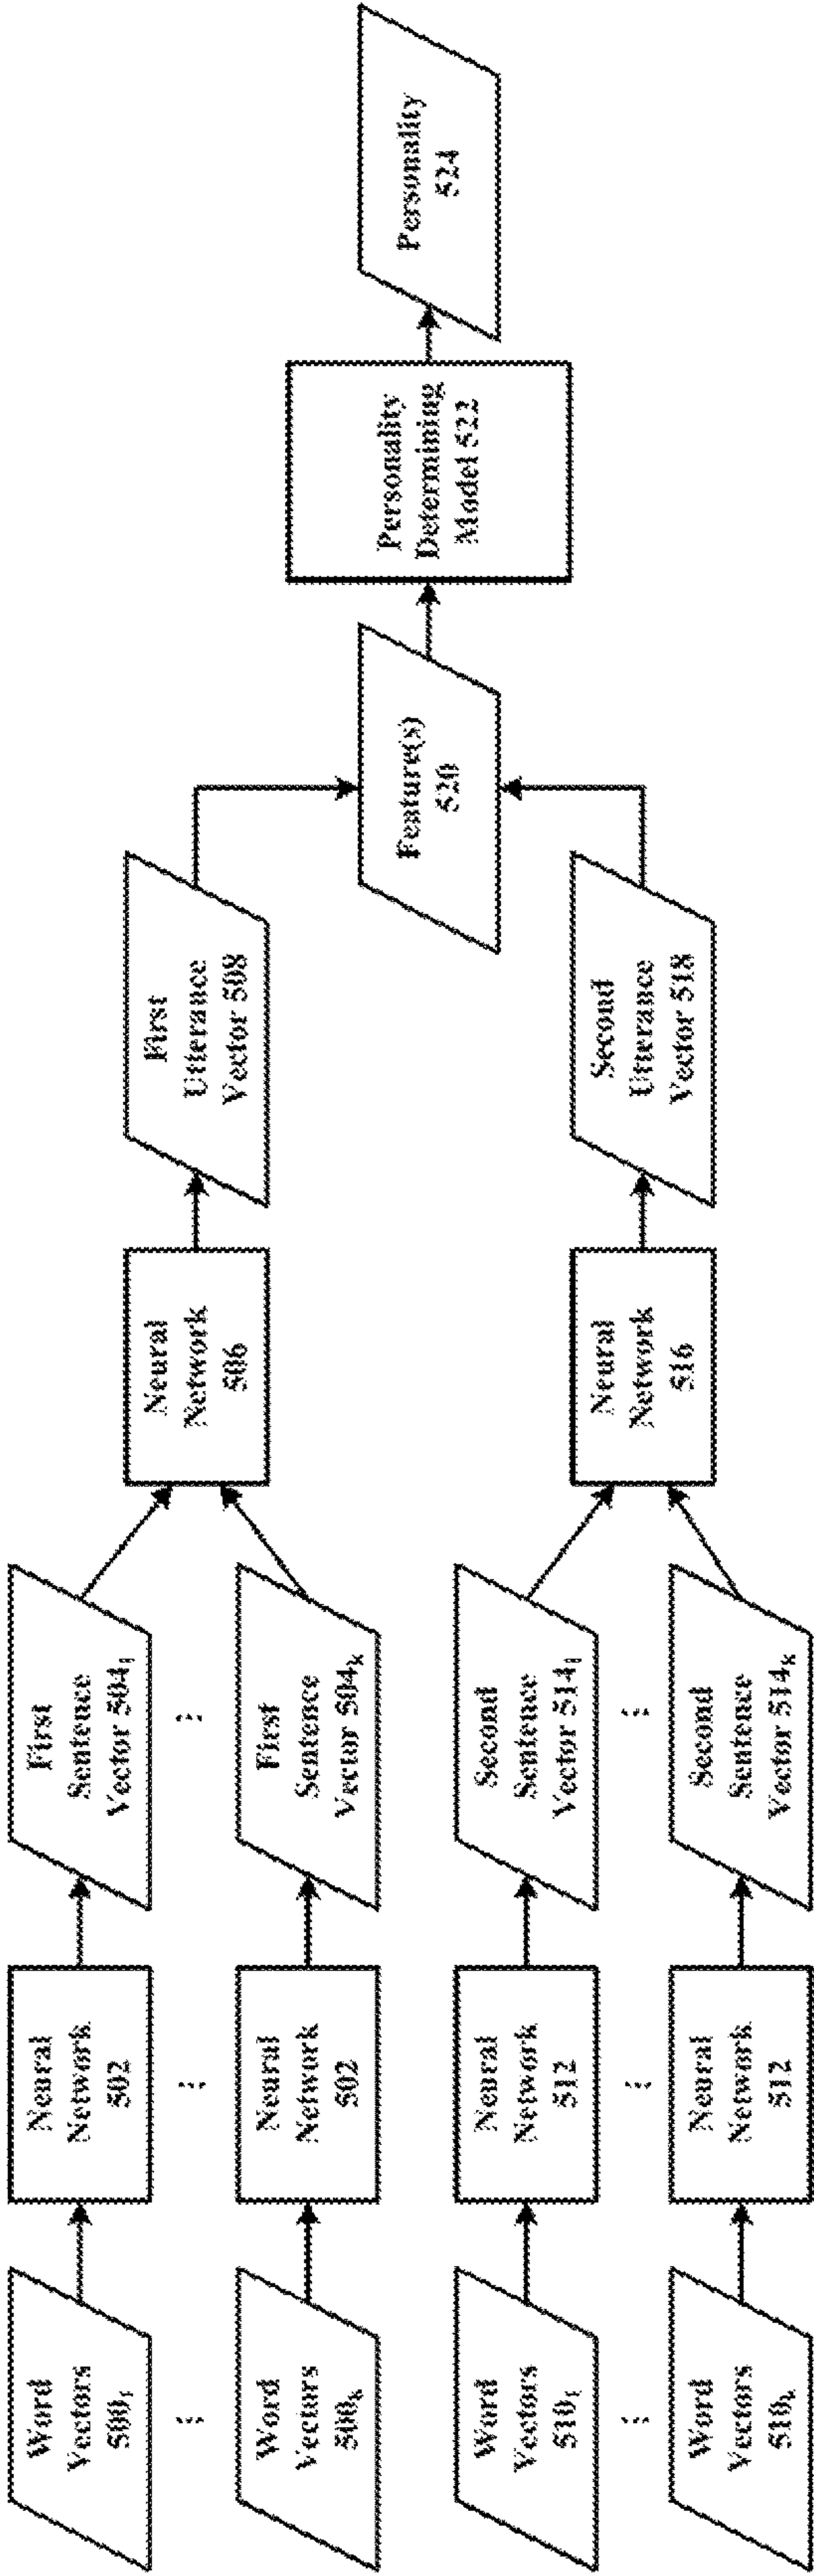 Word
Vectors
500₁
Neural
Network
502
First
Sentence
Vector 504₁
Word
Vectors
500ₖ
Neural
Network
502
First
Sentence
Vector 504ₖ
Neural
Network
506
First
Utterance
Vector 508
Word
Vectors
510₁
Neural
Network
512
Second
Sentence
Vector 514₁
Word
Vectors
510ₖ
Neural
Network
512
Second
Sentence
Vector 514ₖ
Neural
Network
516
Second
Utterance
Vector 518
Feature(s)
520
Personality
Determining
Model 522
Personality
524